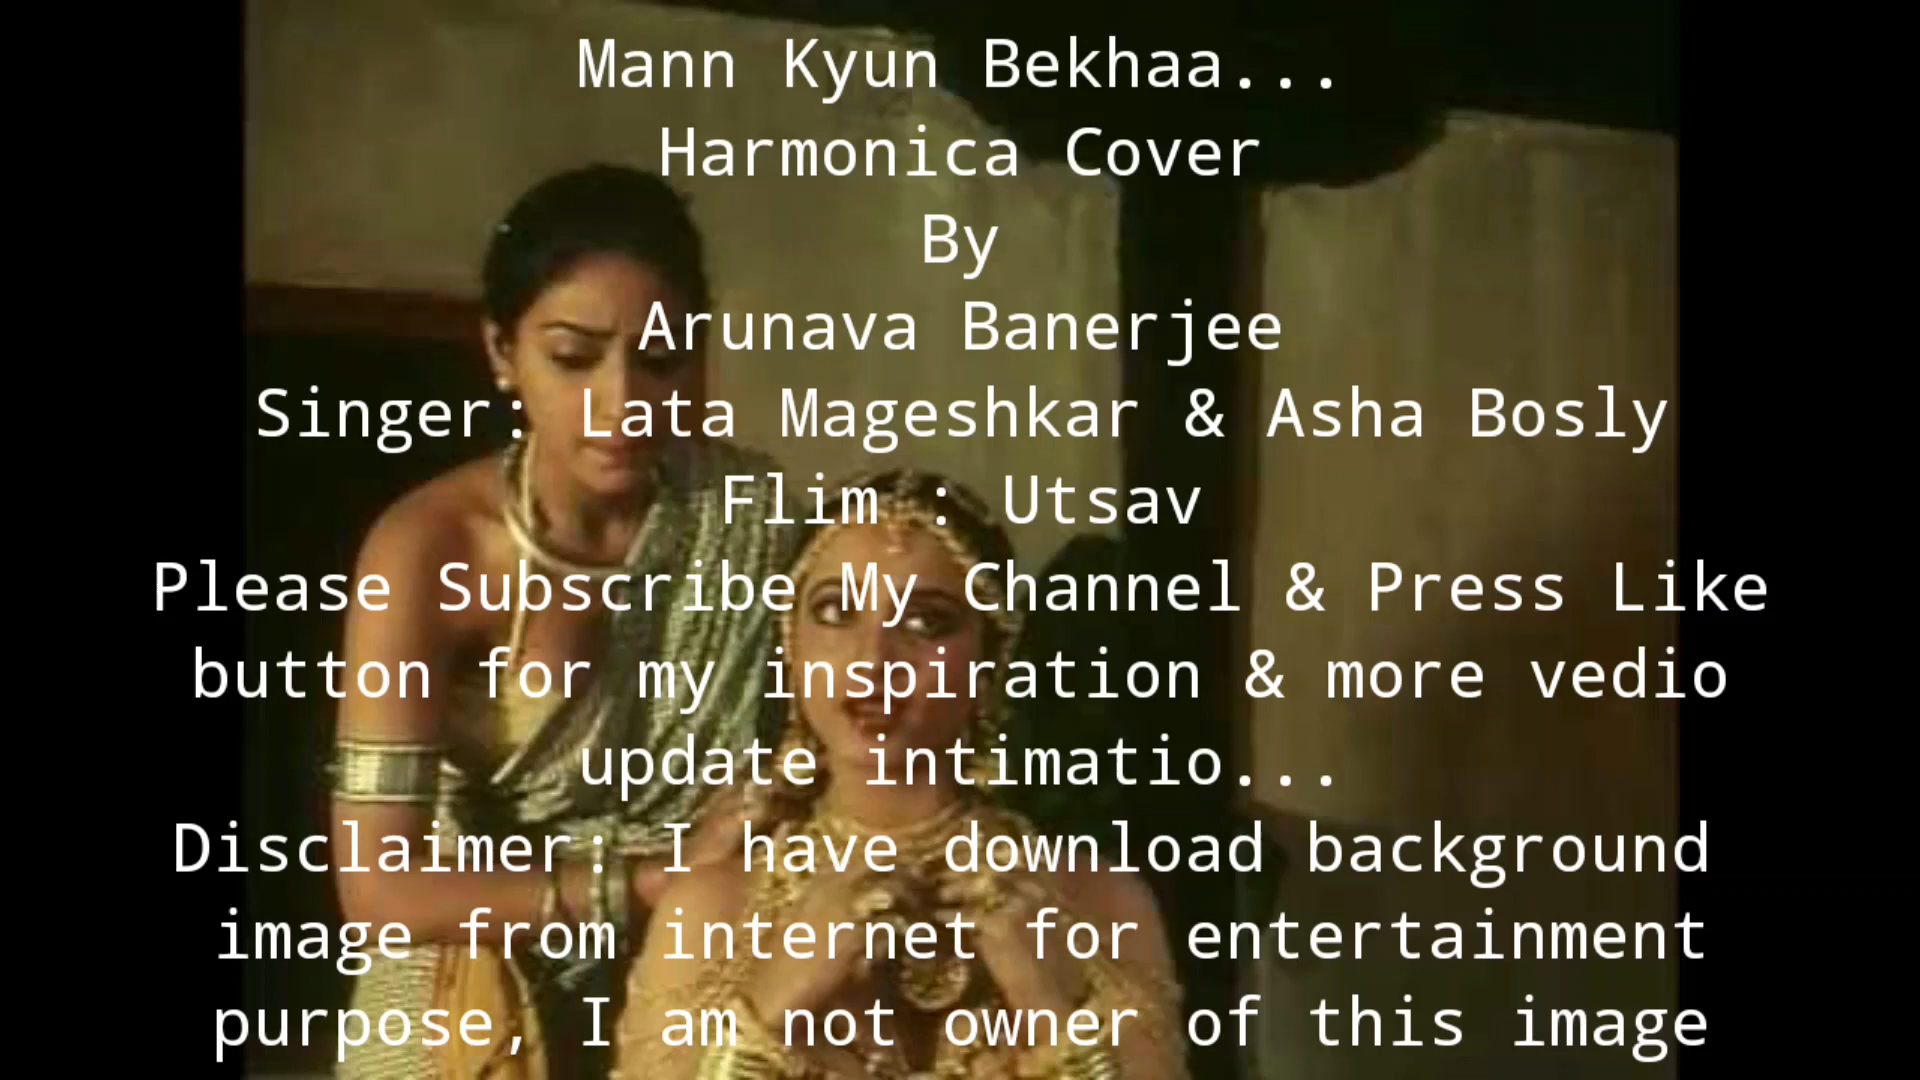 Mann Kyun Bekhaa...
Harmonica Cover
By
Arunava Banerjee
Singer: Lata Mageshkar & Asha Bosly
Flim : Utsav
Please Subscribe My Channel & Press Like
button for my inspiration & more vedio
update intimatio...
Disclaimer: I have download background
image from internet for entertainment
purpose, I am not owner of this image